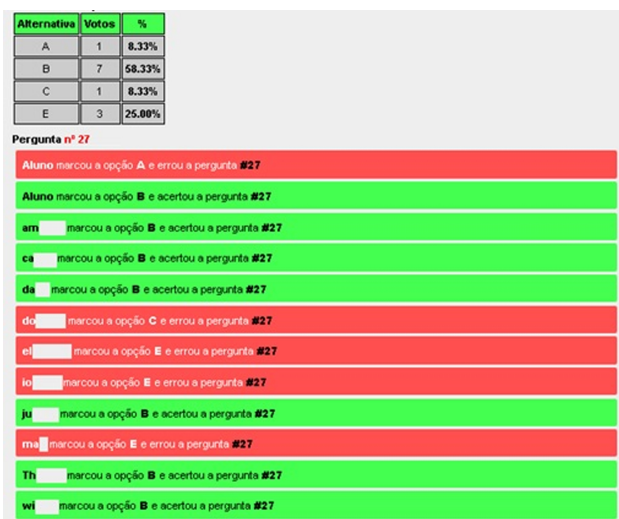 Alternativa Votos %
A 1 8.33%
B 7 58.33%
C 1 8.33%
E 3 25.00%
Pergunta nº 27
Aluno marcou a opção A e errou a pergunta #27
Aluno marcou a opção B e acertou a pergunta #27
am marcou a opção B e acertou a pergunta #27
ca marcou a opção B e acertou a pergunta #27
da marcou a opção B e acertou a pergunta #27
do marcou a opção C e errou a pergunta #27
el marcou a opção E e errou a pergunta #27
io marcou a opção E e errou a pergunta #27
ju marcou a opção B e acertou a pergunta #27
ma marcou a opção E e errou a pergunta #27
Th marcou a opção B e acertou a pergunta #27
wi marcou a opção B e acertou a pergunta #27